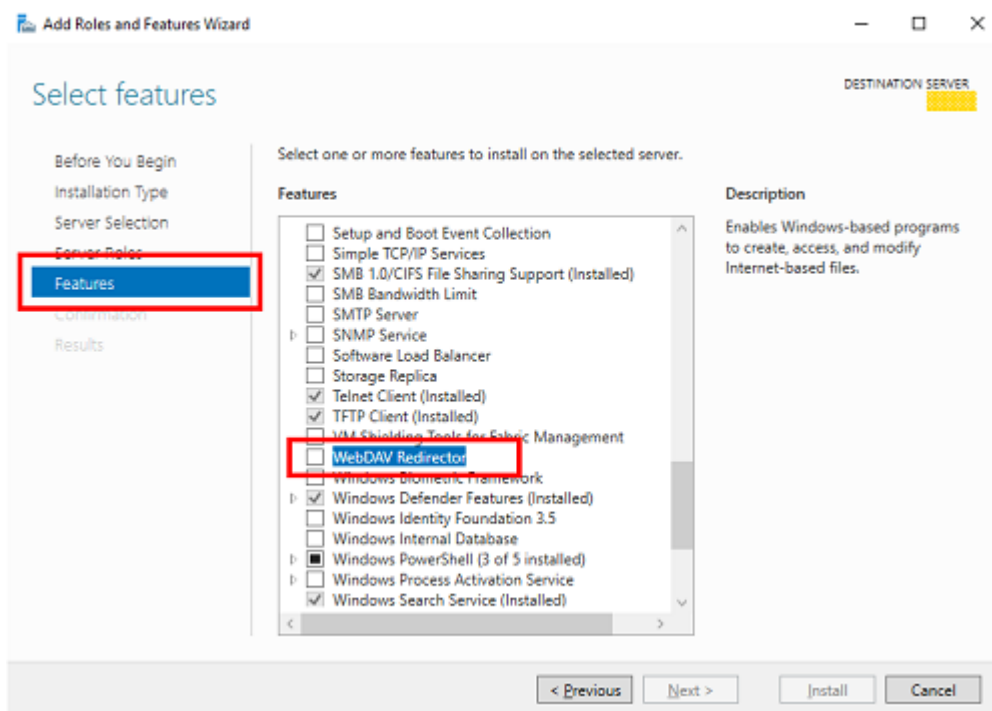 Add Roles and Features Wizard
Select features
DESTINATION SERVER
Before You Begin
Installation Type
Server Selection
Server Roles
Features
Confirmation
Results
Select one or more features to install on the selected server.
Features
Setup and Boot Event Collection
Simple TCP/IP Services
SMB 1.0/CIFS File Sharing Support (Installed)
SMB Bandwidth Limit
SMTP Server
SNMP Service
Software Load Balancer
Storage Replica
Telnet Client (Installed)
TFTP Client (Installed)
VM Shielding Tools for Fabric Management
WebDAV Redirector
Windows Biometric Framework
Windows Defender Features (Installed)
Windows Identity Foundation 3.5
Windows Internal Database
Windows PowerShell (3 of 5 installed)
Windows Process Activation Service
Windows Search Service (Installed)
Description
Enables Windows-based programs
to create, access, and modify
Internet-based files.
< Previous
Next >
Install
Cancel